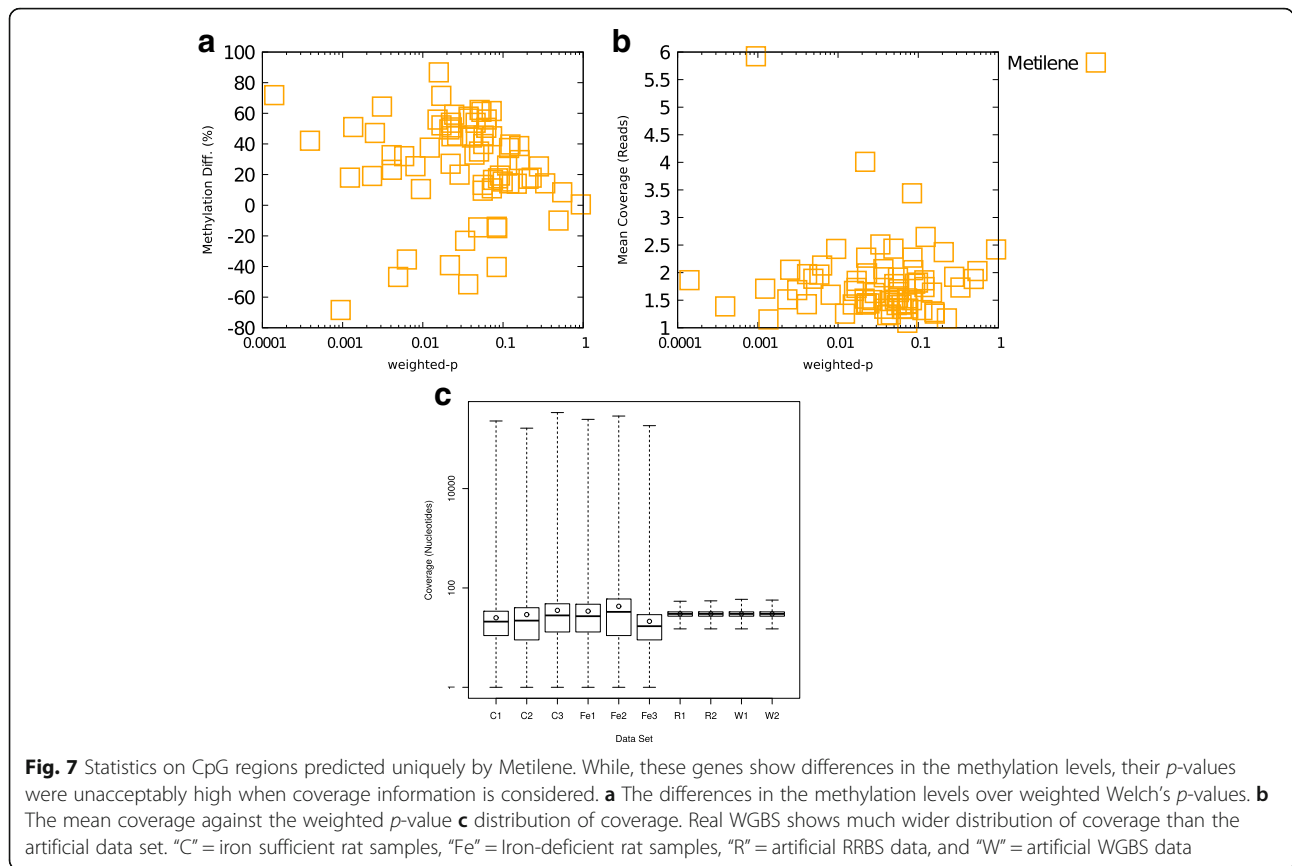 a
100
80
60
40
20
0
-20
-40
-60
-80
Methylation Diff. (%)
0.0001 0.001 0.01 0.1 1
weighted-p
b
6
5.5
5
4.5
4
3.5
3
2.5
2
1.5
1
Mean Coverage (Reads)
0.0001 0.001 0.01 0.1 1
weighted-p
Metilene
c
10000
100
1
Coverage (Nucleotides)
C1 C2 C3 Fe1 Fe2 Fe3 R1 R2 W1 W2
Data Set
Fig. 7 Statistics on CpG regions predicted uniquely by Metilene. While, these genes show differences in the methylation levels, their p-values
were unacceptably high when coverage information is considered. a The differences in the methylation levels over weighted Welch's p-values. b
The mean coverage against the weighted p-value c distribution of coverage. Real WGBS shows much wider distribution of coverage than the
artificial data set. "C" = iron sufficient rat samples, "Fe" = Iron-deficient rat samples, "R" = artificial RRBS data, and "W" = artificial WGBS data